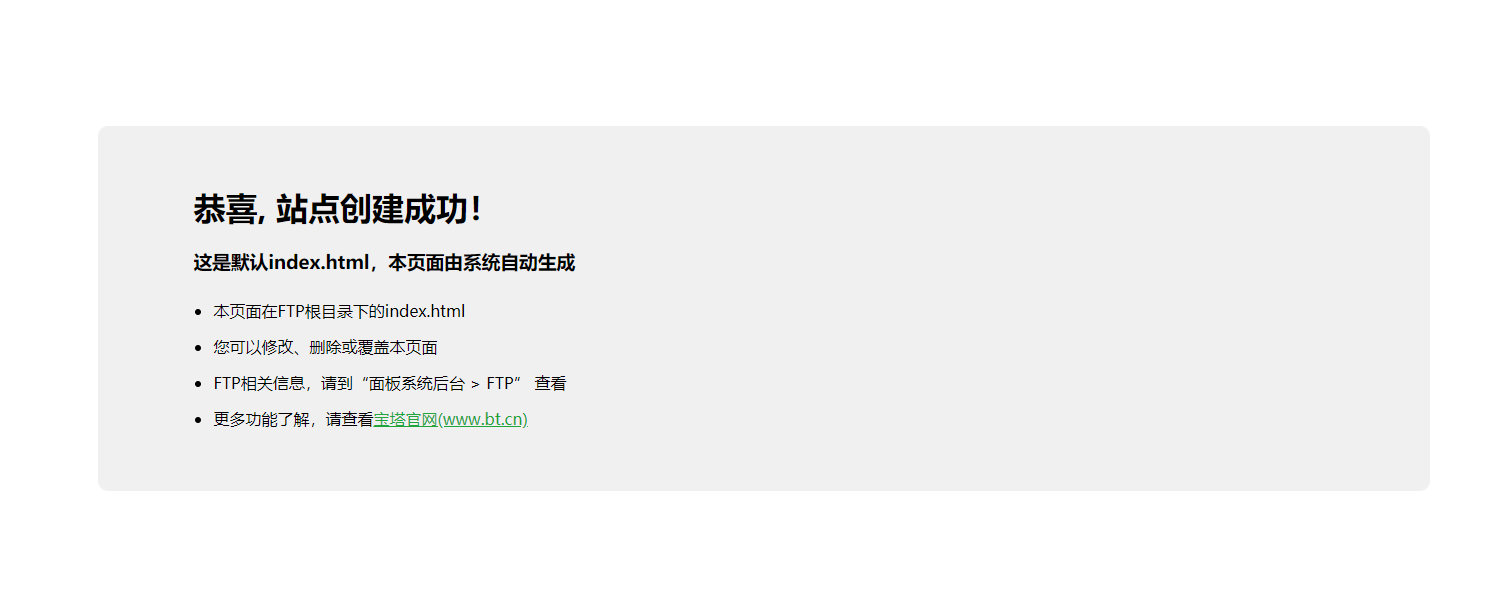 恭喜, 站点创建成功！
这是默认index.html，本页面由系统自动生成
本页面在FTP根目录下的index.html
您可以修改、删除或覆盖本页面
FTP相关信息，请到“面板系统后台 > FTP” 查看
更多功能了解，请查看宝塔官网(www.bt.cn)